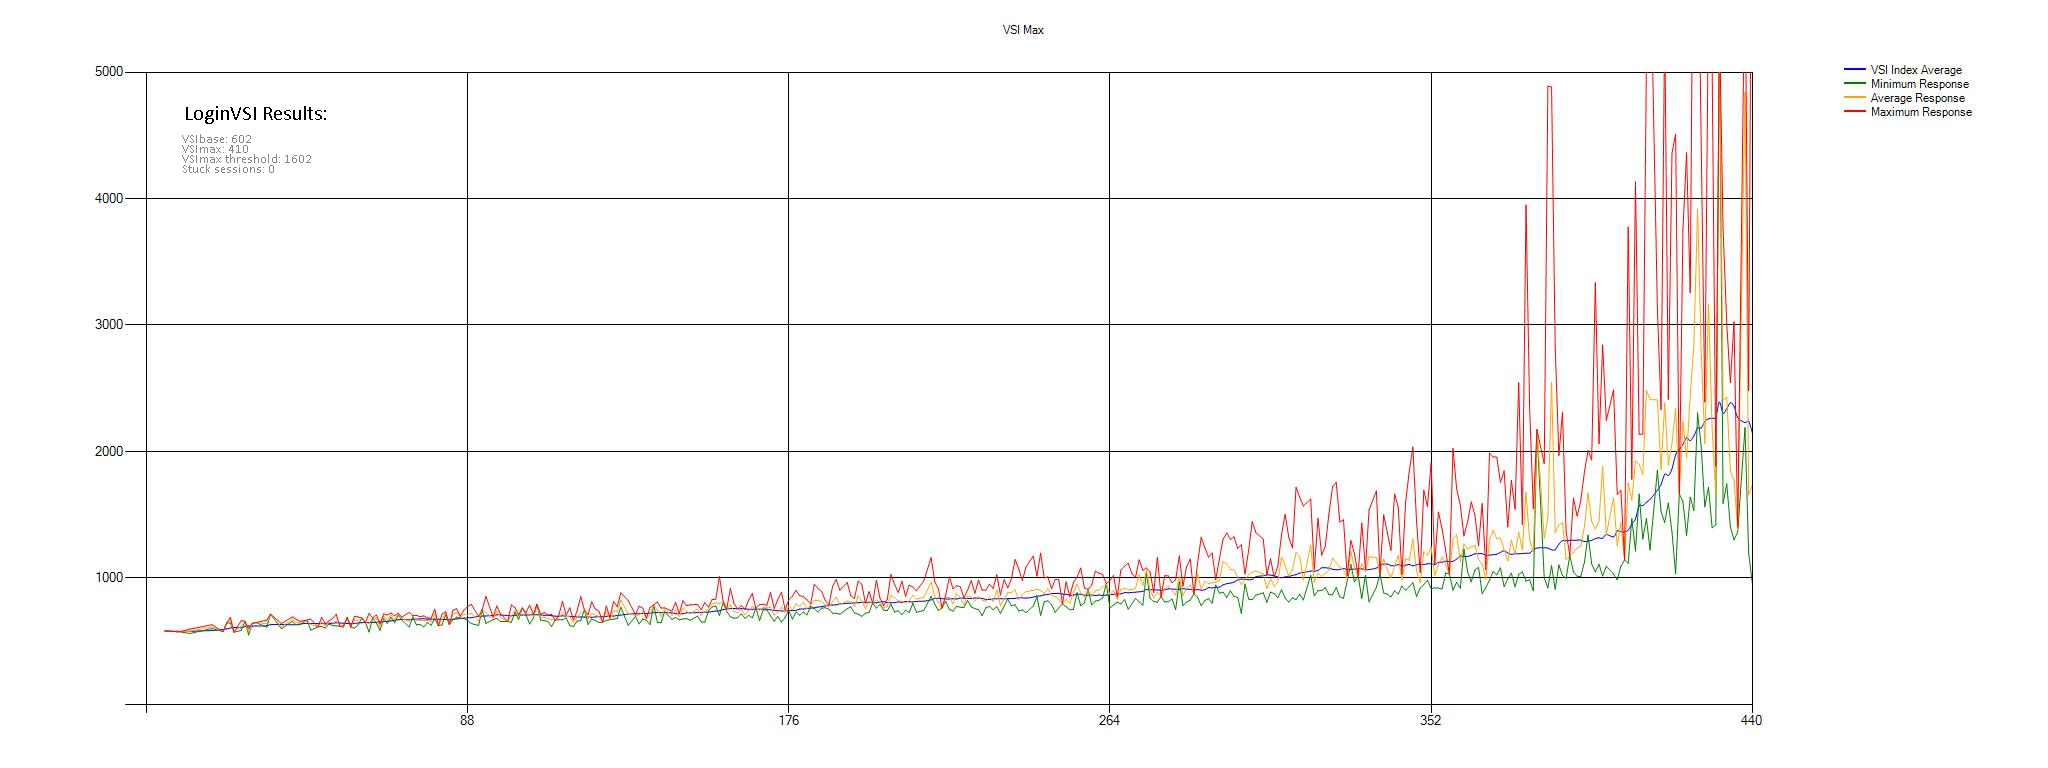 VSI Max
5000
4000
3000
2000
1000
88
176
264
352
440
LoginVSI Results:
VSIbase: 602
VSImax: 410
VSImax threshold: 1602
Stuck sessions: 0
VSI Index Average
Minimum Response
Average Response
Maximum Response